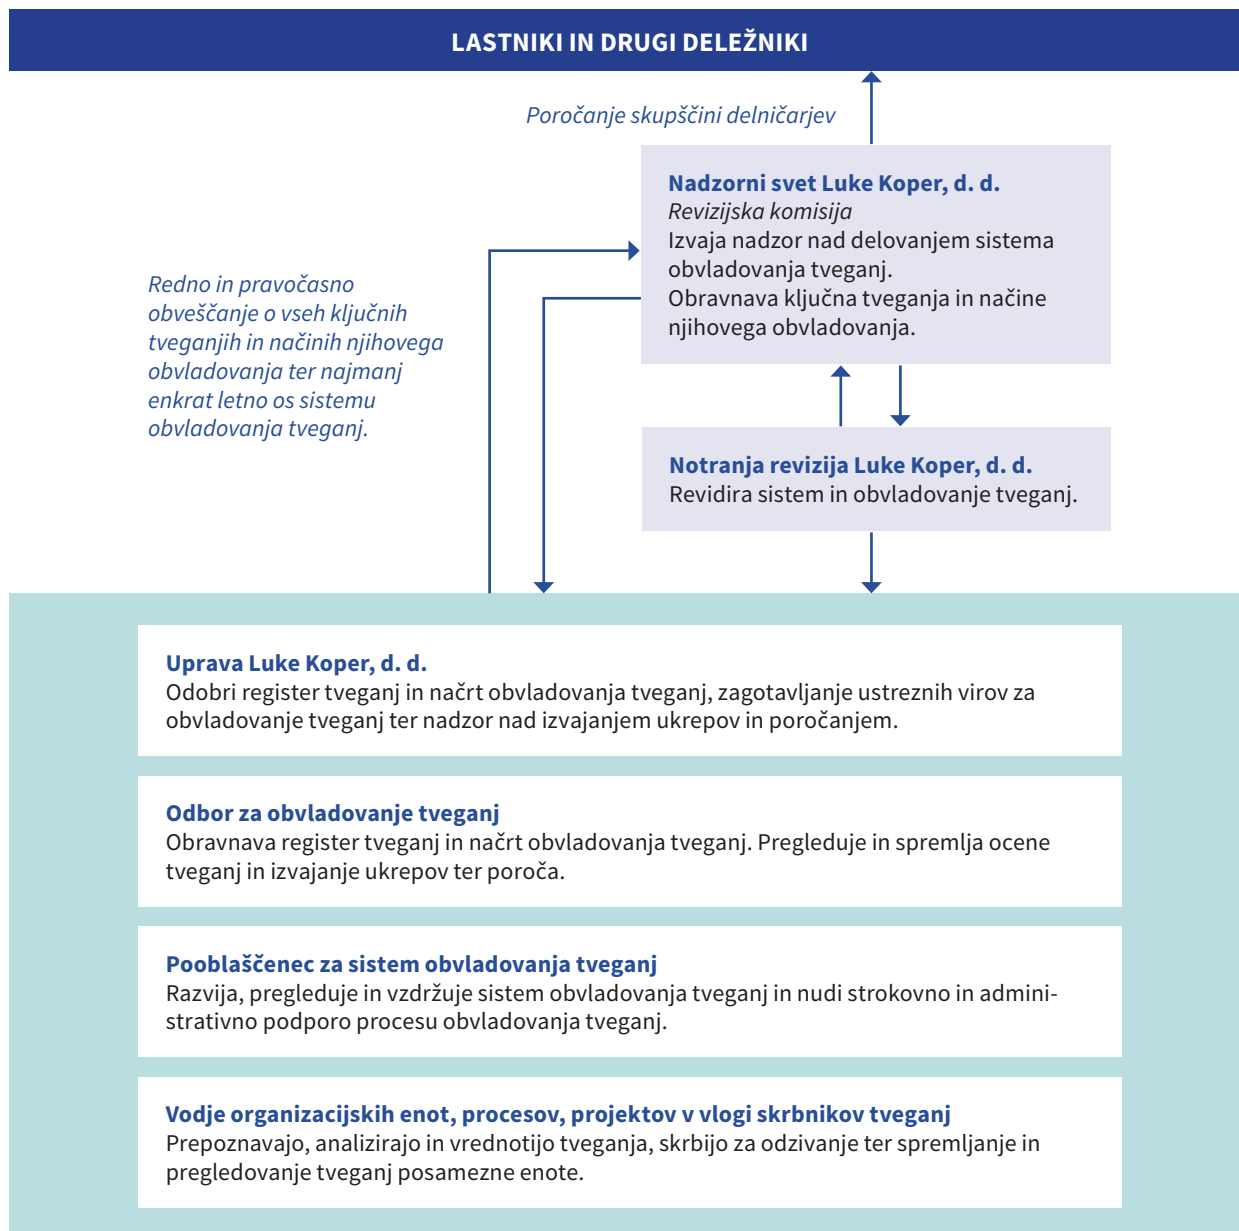 LASTNIKI IN DRUGI DELEŽNIKI
Poročanje skupščini delničarjev
Nadzorni svet Luke Koper, d. d.
Revizijska komisija
Izvaja nadzor nad delovanjem sistema
obvladovanja tveganj.
Obravnava ključna tveganja in načine
njihovega obvladovanja.
Redno in pravočasno
obveščanje o vseh ključnih
tveganjih in načinih njihovega
obvladovanja ter najmanj
enkrat letno os sistemu
obvladovanja tveganj.
Notranja revizija Luke Koper, d. d.
Revidira sistem in obvladovanje tveganj.
Uprava Luke Koper, d. d.
Odobri register tveganj in načrt obvladovanja tveganj, zagotavljanje ustreznih virov za
obvladovanje tveganj ter nadzor nad izvajanjem ukrepov in poročanjem.
Odbor za obvladovanje tveganj
Obravnava register tveganj in načrt obvladovanja tveganj. Pregleduje in spremlja ocene
tveganj in izvajanje ukrepov ter poroča.
Pooblaščenec za sistem obvladovanja tveganj
Razvija, pregleduje in vzdržuje sistem obvladovanja tveganj in nudi strokovno in admini-
strativno podporo procesu obvladovanja tveganj.
Vodje organizacijskih enot, procesov, projektov v vlogi skrbnikov tveganj
Prepoznavajo, analizirajo in vrednotijo tveganja, skrbijo za odzivanje ter spremljanje in
pregledovanje tveganj posamezne enote.